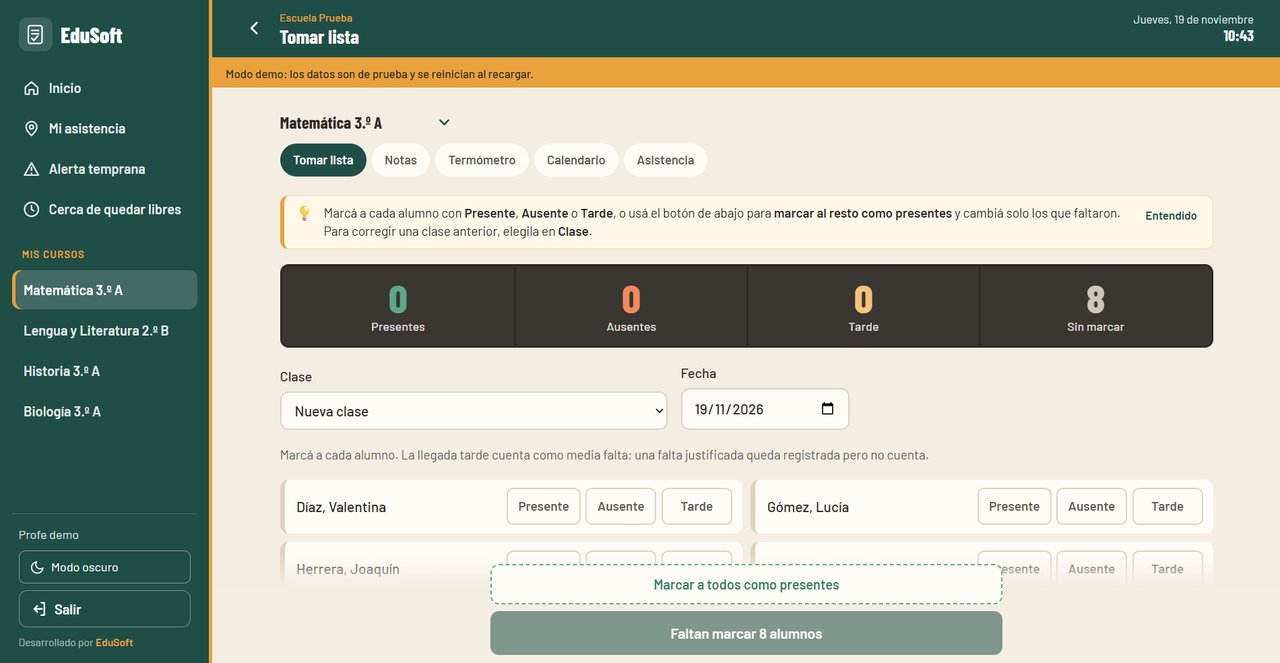 EduSoft
Inicio
Mi asistencia
Alerta temprana
Cerca de quedar libres
MIS CURSOS
Matemática 3.º A
Lengua y Literatura 2.º B
Historia 3.º A
Biología 3.º A
Profe demo
Modo oscuro
Salir
Desarrollado por EduSoft
Escuela Prueba
Tomar lista
Jueves, 19 de noviembre
10:43
Modo demo: los datos son de prueba y se reinician al recargar.
Matemática 3.º A
Tomar lista
Notas
Termómetro
Calendario
Asistencia
Marcá a cada alumno con Presente, Ausente o Tarde, o usá el botón de abajo para marcar al resto como presentes y cambiá solo los que faltaron.
Para corregir una clase anterior, elegila en Clase.
Entendido
0
Presentes
0
Ausentes
0
Tarde
8
Sin marcar
Clase
Nueva clase
Fecha
19/11/2026
Marcá a cada alumno. La llegada tarde cuenta como media falta; una falta justificada queda registrada pero no cuenta.
Díaz, Valentina
Presente
Ausente
Tarde
Gómez, Lucía
Presente
Ausente
Tarde
Herrera, Joaquín
Ausente
Tarde
Marcar a todos como presentes
Faltan marcar 8 alumnos